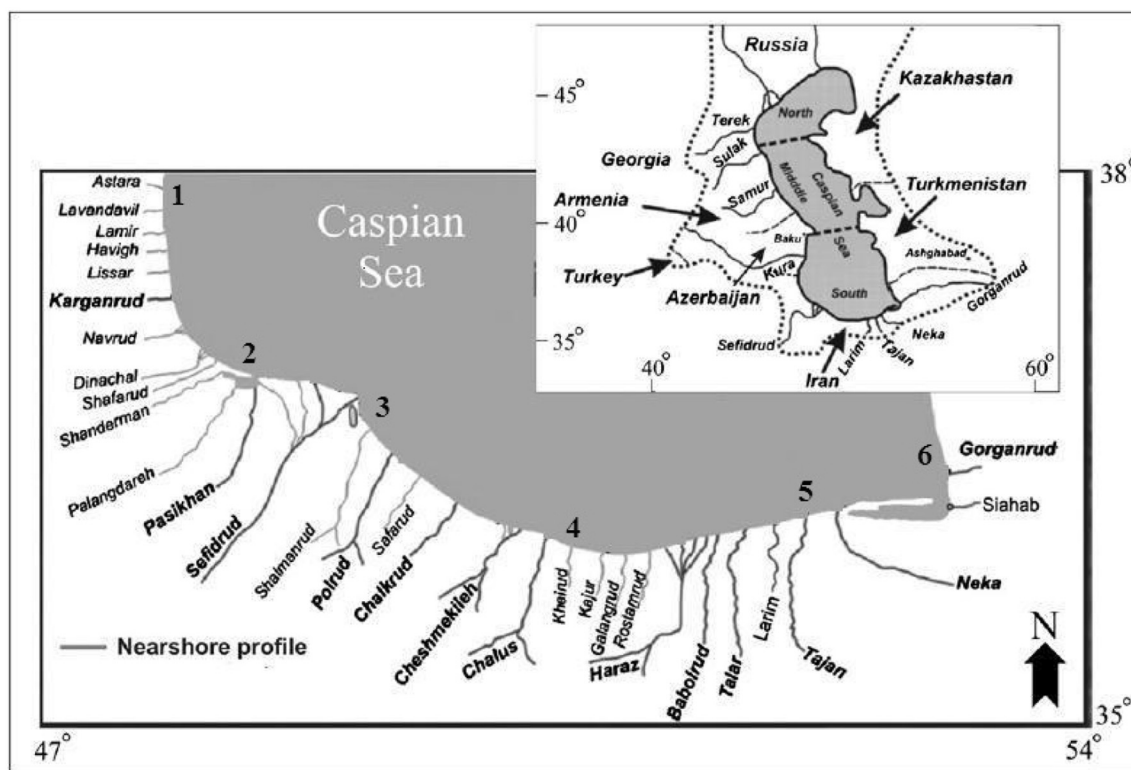 Russia
45°
Kazakhastan
North
Terek
Sulak
Georgia
Middle
Caspian
Sea
Samur
Turkmenistan
Armenia
40°
Baku
Ashghabad
Turkey
Kura
Azerbaijan
South
Gorganrud
Sefidrud
Neka
Larim
Tajan
35°
Iran
40°
60°
38°
Astara
1
Lavandavil
Lamir
Havigh
Lissar
Karganrud
Navrud
Dinachal
Shafarud
Shanderman
Palangdareh
Pasikhan
Sefidrud
Caspian
Sea
2
3
4
5
6
Gorganrud
Siahab
Shalmanrud
Polrud
Safarud
Chalkrud
Cheshmekileh
Chalus
Kheirud
Kajur
Galangrud
Rostamrud
Haraz
Babolrud
Talar
Larim
Tajan
Neka
Nearshore profile
N
47°
54°
35°